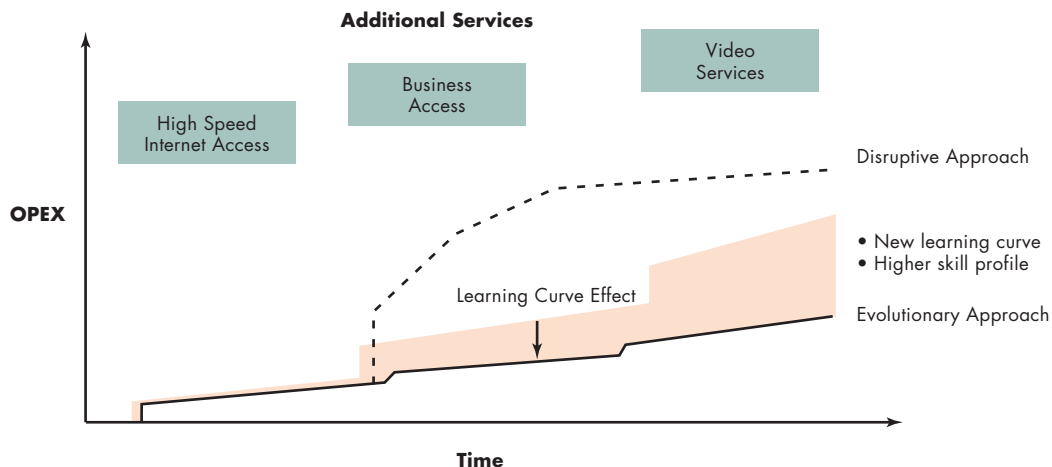 Additional Services
Video
Services
Business
Access
High Speed
Internet Access
Disruptive Approach
OPEX
• New learning curve
• Higher skill profile
Learning Curve Effect
Evolutionary Approach
Time